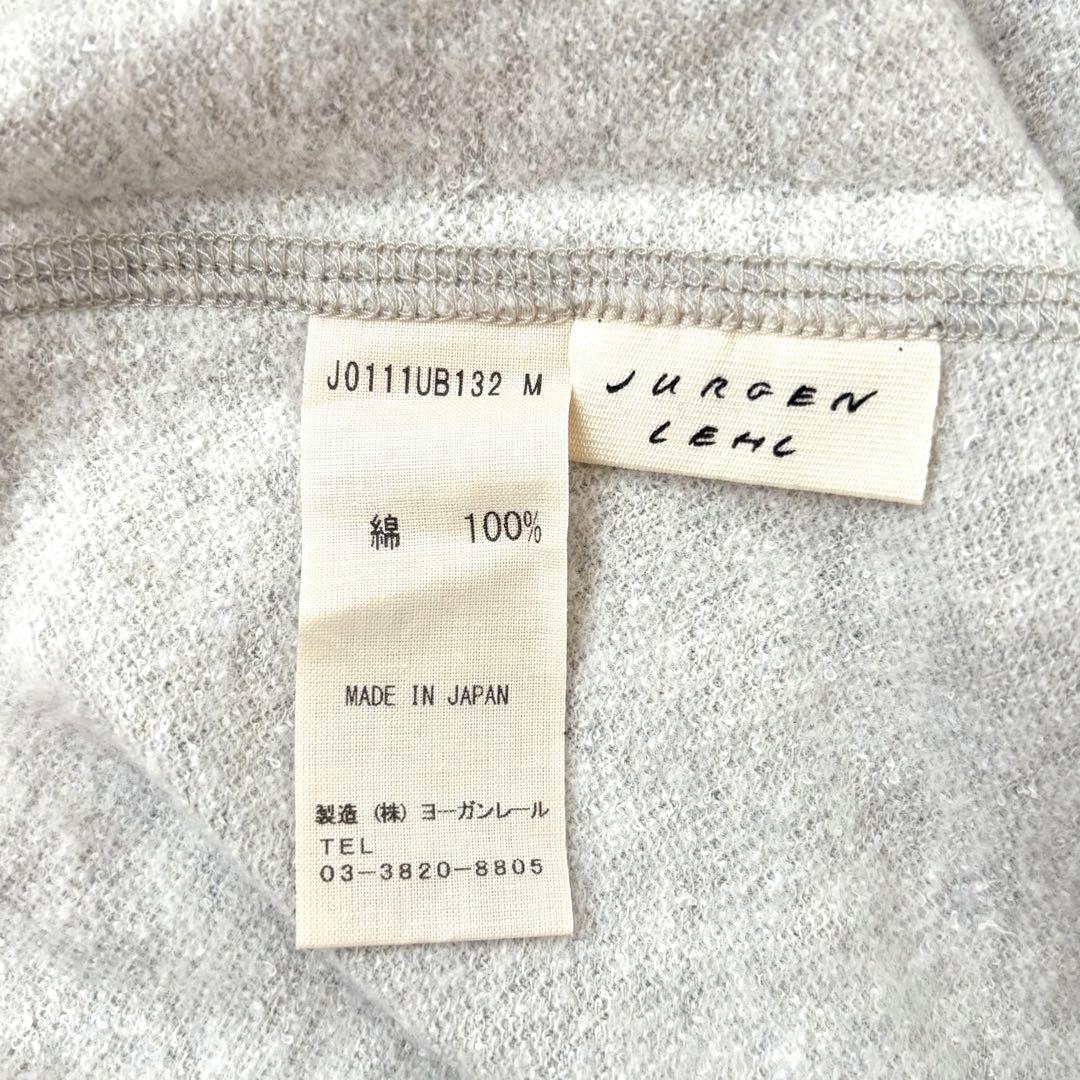 J0111UB132 M
綿 100%
MADE IN JAPAN
製造 (株) ヨーガンレール
TEL
03-3820-8805
JURGEN
LEHL